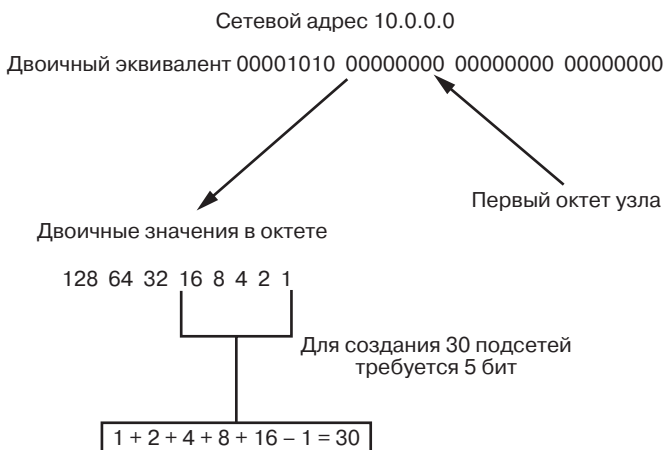 Сетевой адрес 10.0.0.0
Двоичный эквивалент 00001010 00000000 00000000 00000000
Первый октет узла
Двоичные значения в октете
128 64 32 16 8 4 2 1
Для создания 30 подсетей
требуется 5 бит
1 + 2 + 4 + 8 + 16 – 1 = 30